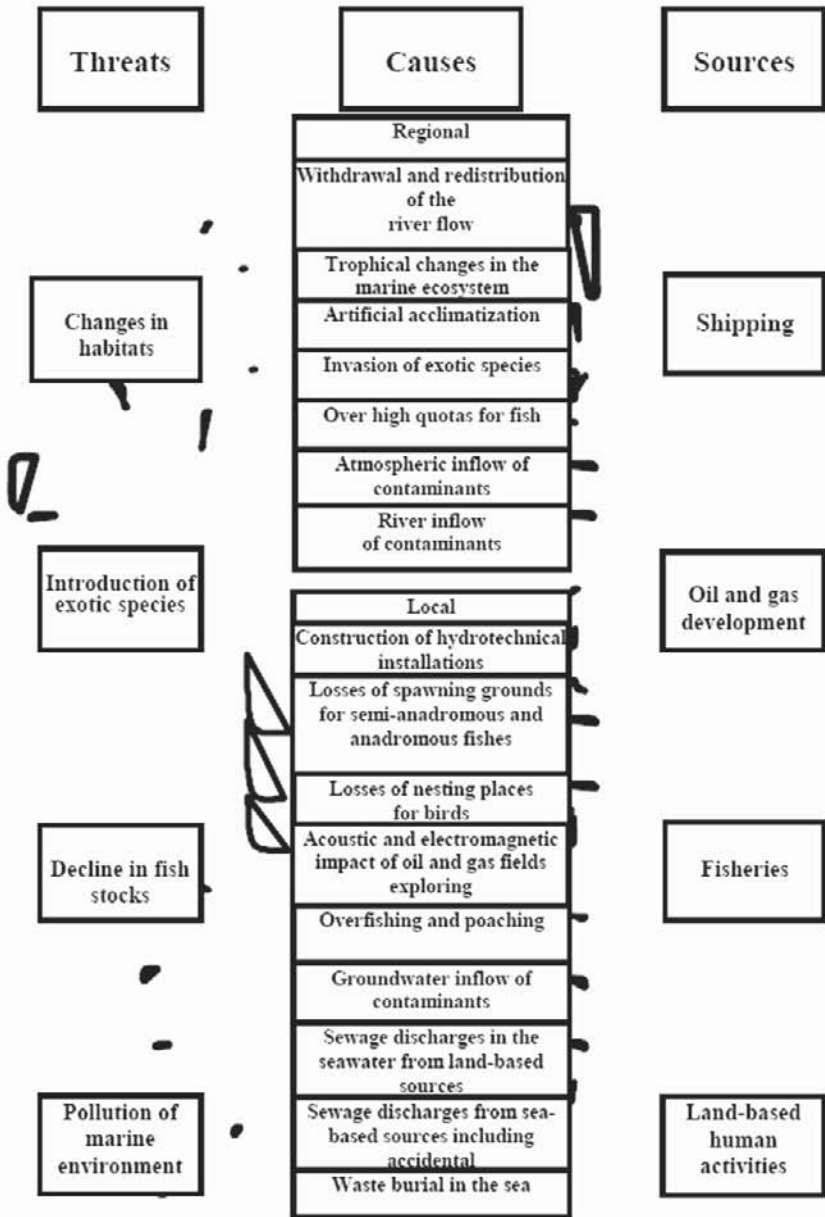 Threats
Causes
Sources
Changes in
habitats
Introduction of
exotic species
Decline in fish
stocks
Pollution of
marine
environment
Regional
Withdrawal and redistribution
of the
river flow
Trophical changes in the
marine ecosystem
Artificial acclimatization
Invasion of exotic species
Over high quotas for fish
Atmospheric inflow of
contaminants
River inflow
of contaminants
Local
Construction of hydrotechnical
installations
Losses of spawning grounds
for semi-anadromous and
anadromous fishes
Losses of nesting places
for birds
Acoustic and electromagnetic
impact of oil and gas fields
exploring
Overfishing and poaching
Groundwater inflow of
contaminants
Sewage discharges in the
seawater from land-based
sources
Sewage discharges from sea-
based sources including
accidental
Waste burial in the sea
Shipping
Oil and gas
development
Fisheries
Land-based
human
activities